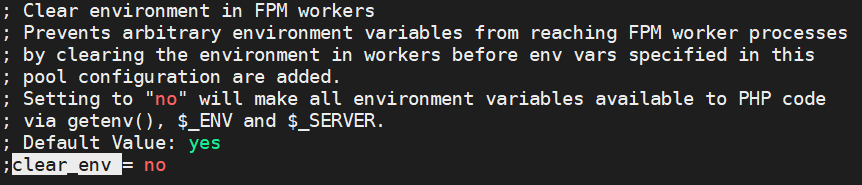 ; Clear environment in FPM workers
; Prevents arbitrary environment variables from reaching FPM worker processes
; by clearing the environment in workers before env vars specified in this
; pool configuration are added.
; Setting to "no" will make all environment variables available to PHP code
; via getenv(), $_ENV and $_SERVER.
; Default Value: yes
;clear_env = no